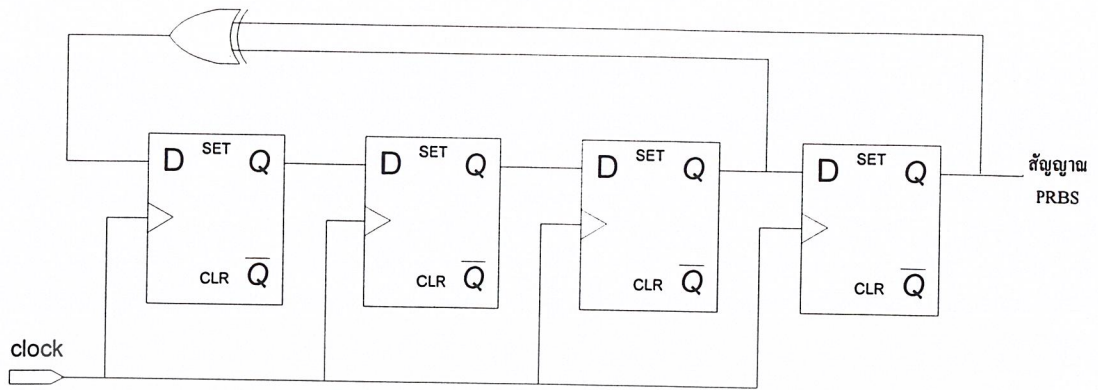 D SET Q
CLR Q
D SET Q
CLR Q
D SET Q
CLR Q
D SET Q
CLR Q
สัญญาณ
PRBS
clock